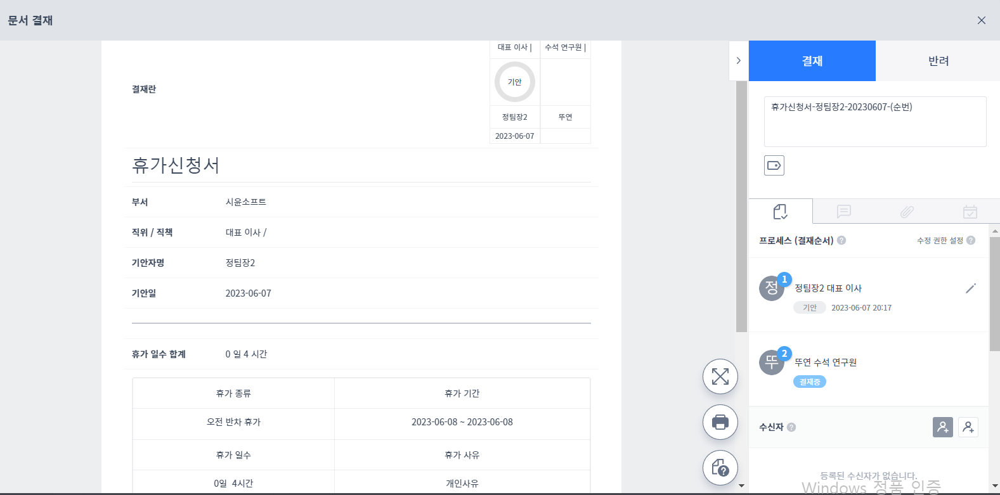 문서 결재
대표 이사 |
수석 연구원 |
결재란
기안
정팀장2
뚜연
2023-06-07
휴가신청서
부서
시윤소프트
직위 / 직책
대표 이사 /
기안자명
정팀장2
기안일
2023-06-07
휴가 일수 합계
0 일 4 시간
휴가 종류
휴가 기간
오전 반차 휴가
2023-06-08 ~ 2023-06-08
휴가 일수
휴가 사유
0일 4시간
개인사유
결재
반려
휴가신청서-정팀장2-20230607-(순번)
프로세스 (결재순서) ?
수정 권한 설정 ?
정
1
정팀장2 대표 이사
기안
2023-06-07 20:17
뚜
2
뚜연 수석 연구원
결재중
수신자 ?
등록된 수신자가 없습니다.
Windows 정품 인증